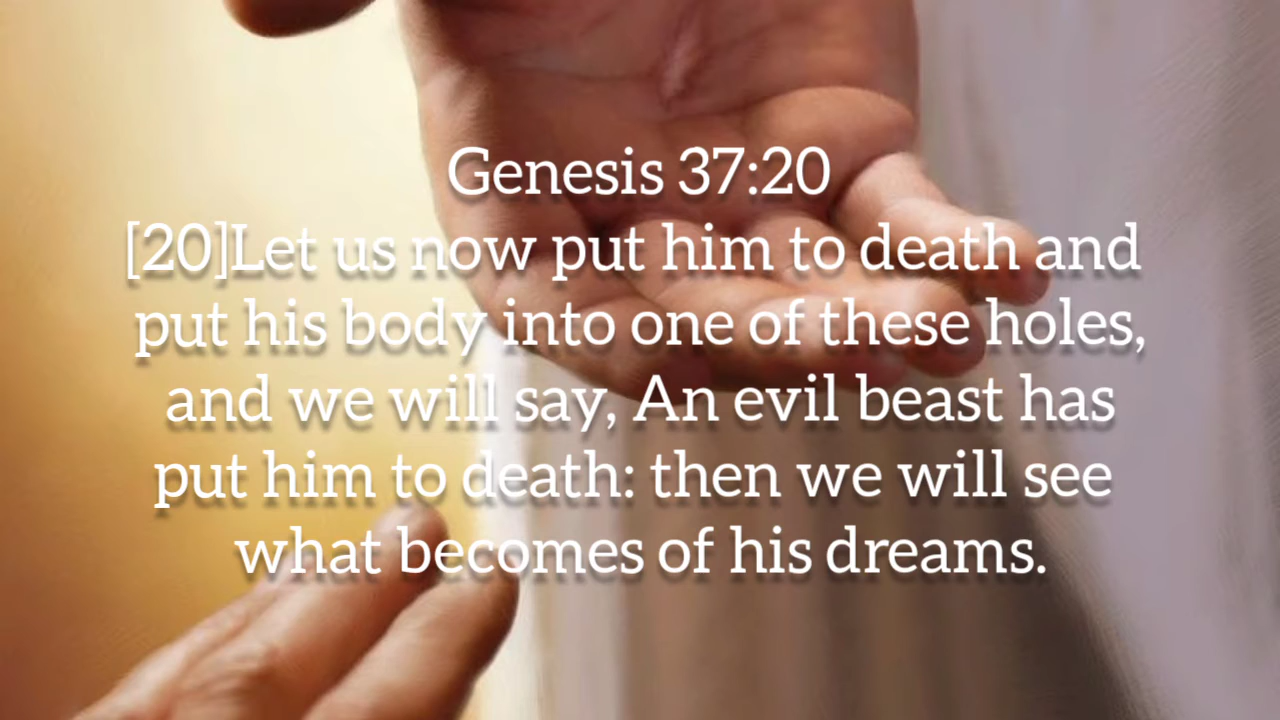 Genesis 37:20
[20]Let us now put him to death and
put his body into one of these holes,
and we will say, An evil beast has
put him to death: then we will see
what becomes of his dreams.